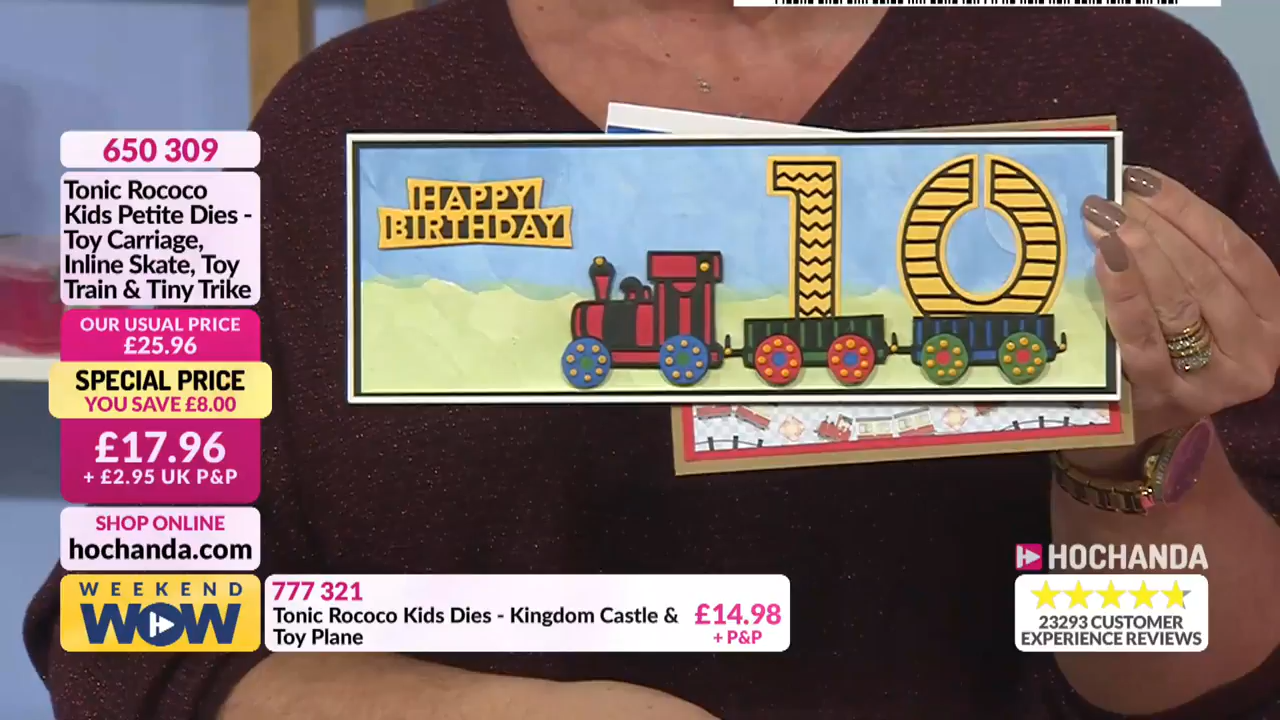 650 309
Tonic Rococo
Kids Petite Dies -
Toy Carriage,
Inline Skate, Toy
Train & Tiny Trike
OUR USUAL PRICE
£25.96
SPECIAL PRICE
YOU SAVE £8.00
£17.96
+ £2.95 UK P&P
SHOP ONLINE
hochanda.com
WEEKEND
WOW
HAPPY
BIRTHDAY
10
777 321
Tonic Rococo Kids Dies - Kingdom Castle &
Toy Plane
£14.98
+ P&P
HOCHANDA
23293 CUSTOMER
EXPERIENCE REVIEWS